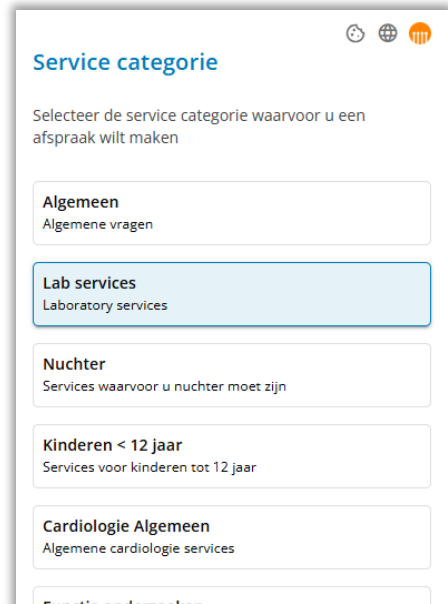 Service categorie
Selecteer de service categorie waarvoor u een
afspraak wilt maken
Algemeen
Algemene vragen
Lab services
Laboratory services
Nuchter
Services waarvoor u nuchter moet zijn
Kinderen < 12 jaar
Services voor kinderen tot 12 jaar
Cardiologie Algemeen
Algemene cardiologie services